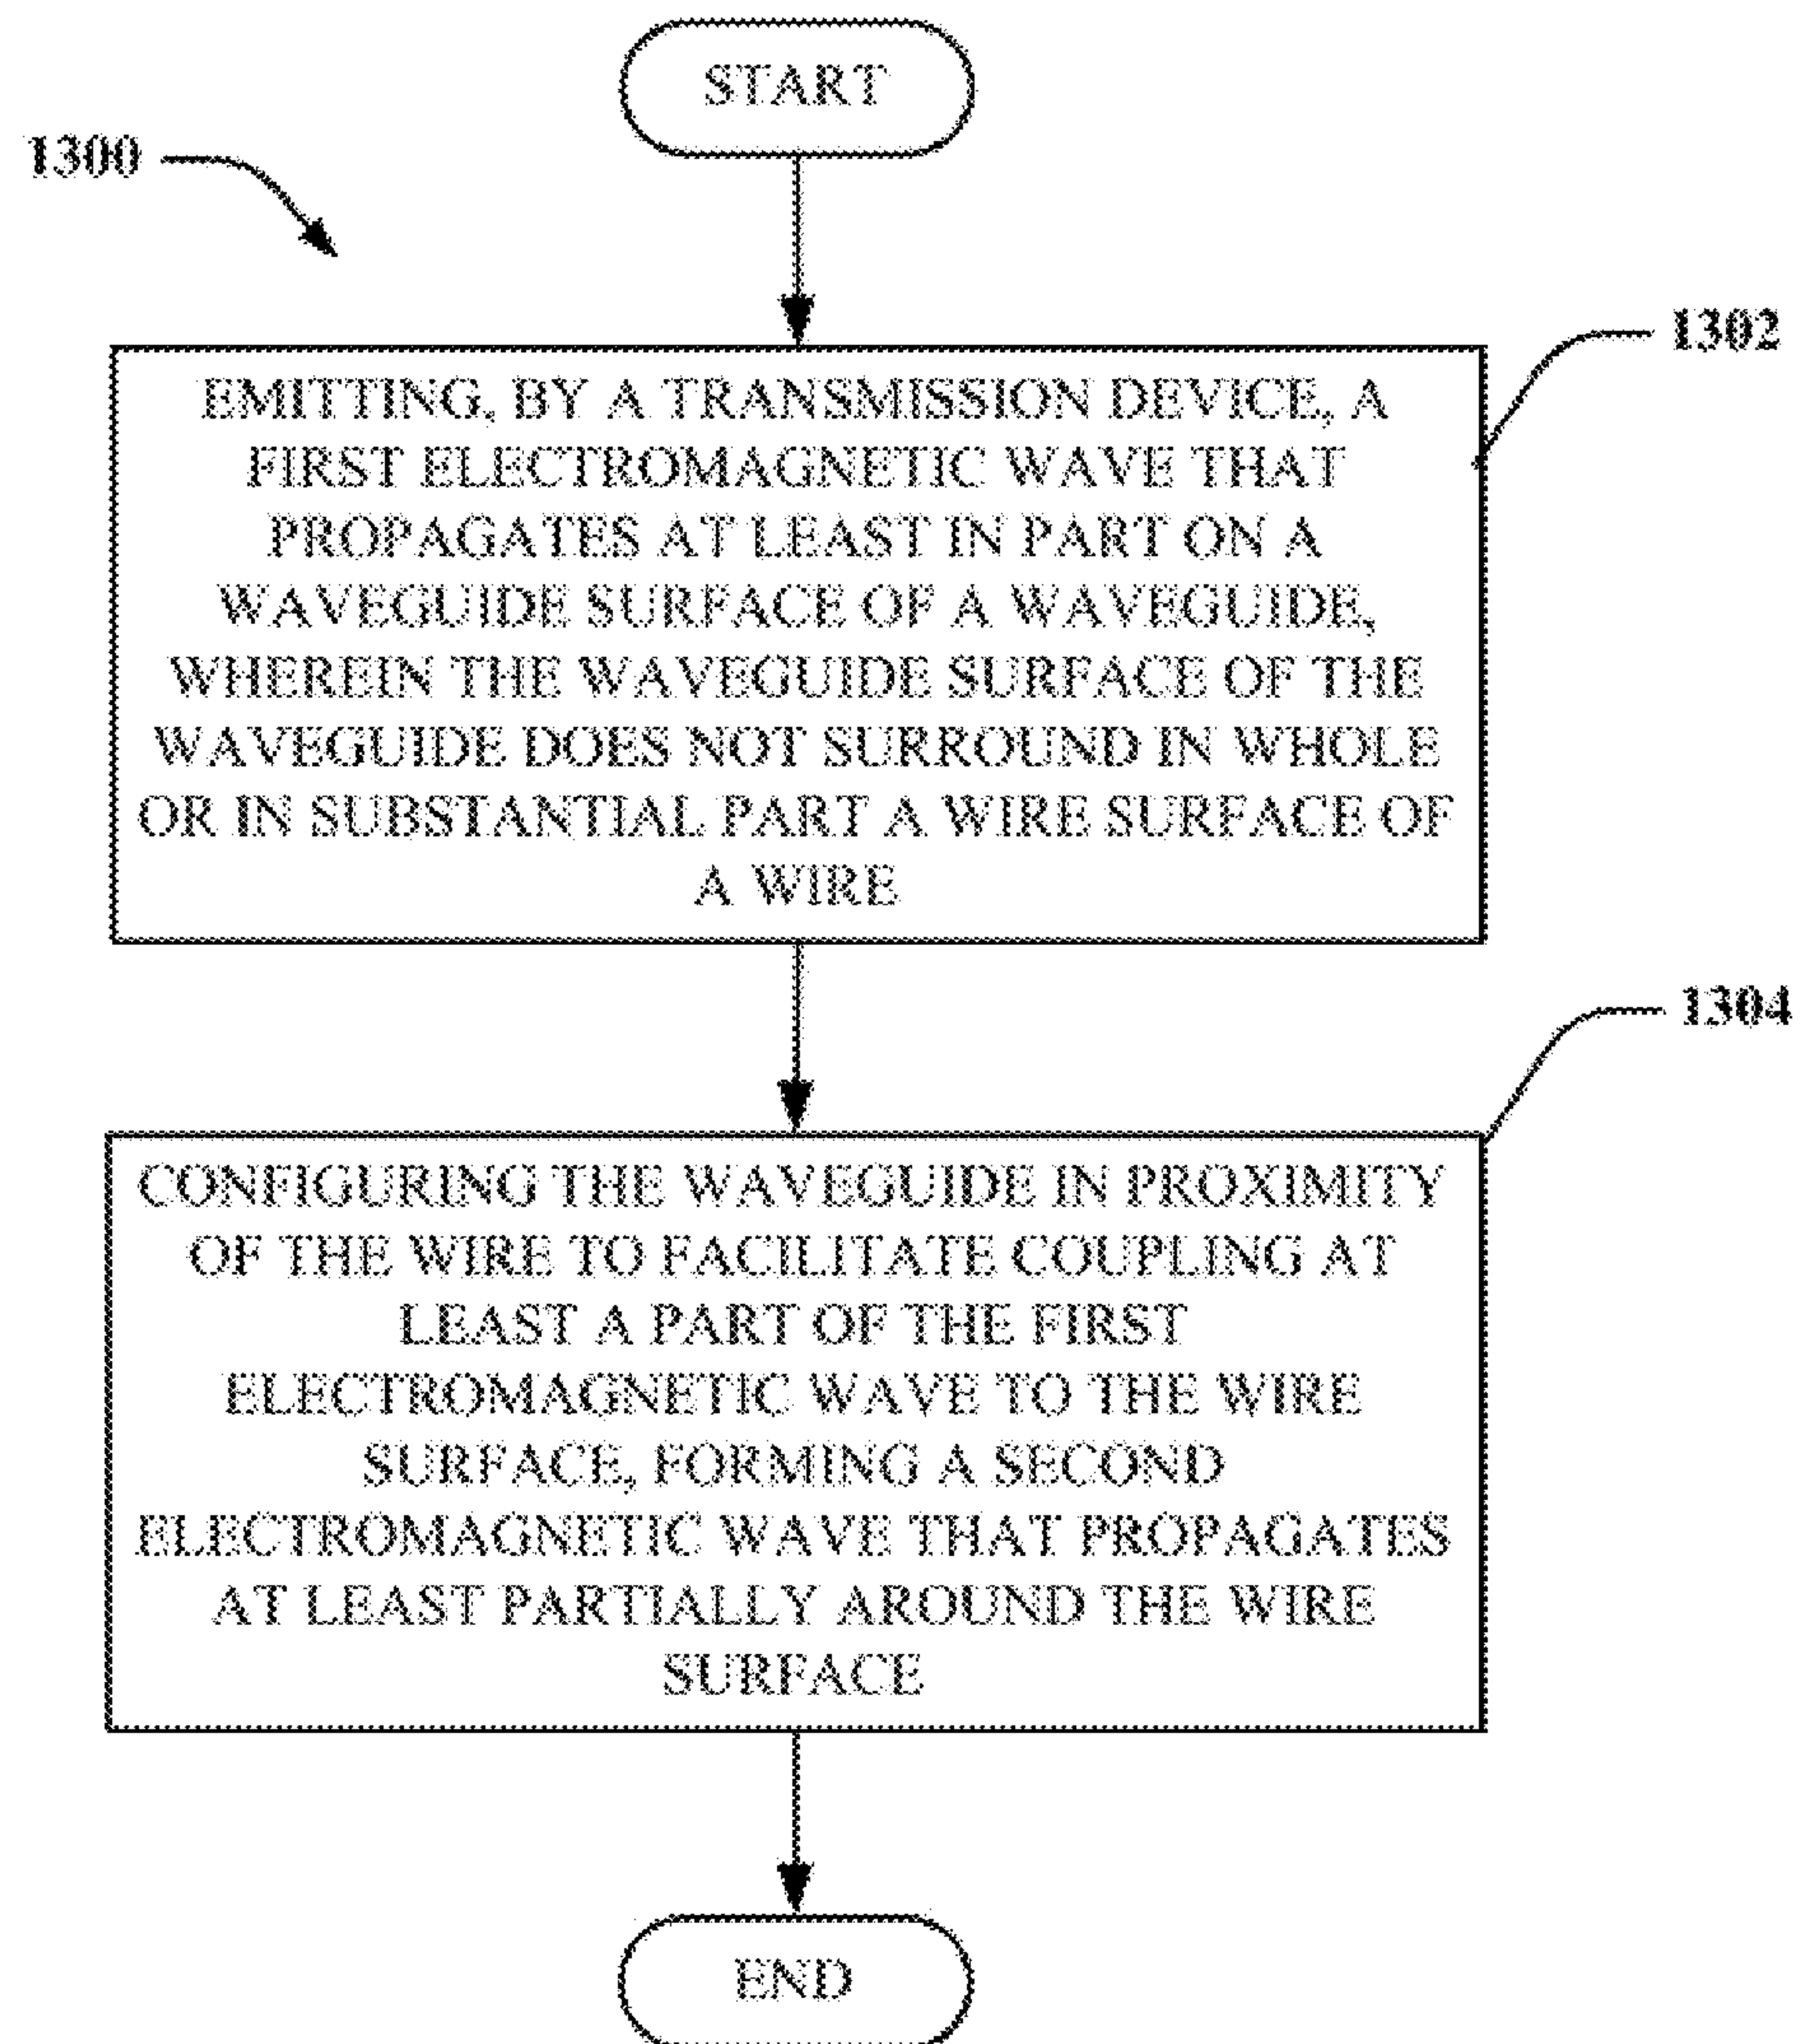 START
1300
1302
EMITTING, BY A TRANSMISSION DEVICE, A
FIRST ELECTROMAGNETIC WAVE THAT
PROPAGATES AT LEAST IN PART ON A
WAVEGUIDE SURFACE OF A WAVEGUIDE,
WHEREIN THE WAVEGUIDE SURFACE OF THE
WAVEGUIDE DOES NOT SURROUND IN WHOLE
OR IN SUBSTANTIAL PART A WIRE SURFACE OF
A WIRE
1304
CONFIGURING THE WAVEGUIDE IN PROXIMITY
OF THE WIRE TO FACILITATE COUPLING AT
LEAST A PART OF THE FIRST
ELECTROMAGNETIC WAVE TO THE WIRE
SURFACE, FORMING A SECOND
ELECTROMAGNETIC WAVE THAT PROPAGATES
AT LEAST PARTIALLY AROUND THE WIRE
SURFACE
END